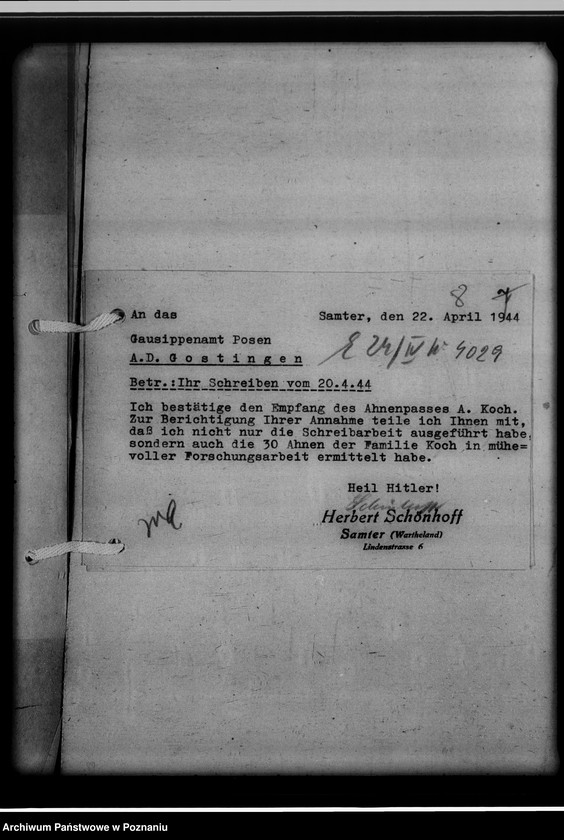 8 7
An das
Samter, den 22. April 1944
Gausippenamt Posen
A.D. Gostingen
E 24/IV
Betr.:Ihr Schreiben vom 20.4.44
Ich bestätige den Empfang des Ahnenpasses A. Koch.
Zur Berichtigung Ihrer Annahme teile ich Ihnen mit,
daß ich nicht nur die Schreibarbeit ausgeführt habe,
sondern auch die 30 Ahnen der Familie Koch in mühe=
voller Forschungsarbeit ermittelt habe.
Heil Hitler!
Herbert Schönhoff
Samter (Wartheland)
Lindenstrasse 6
Archiwum Państwowe w Poznaniu